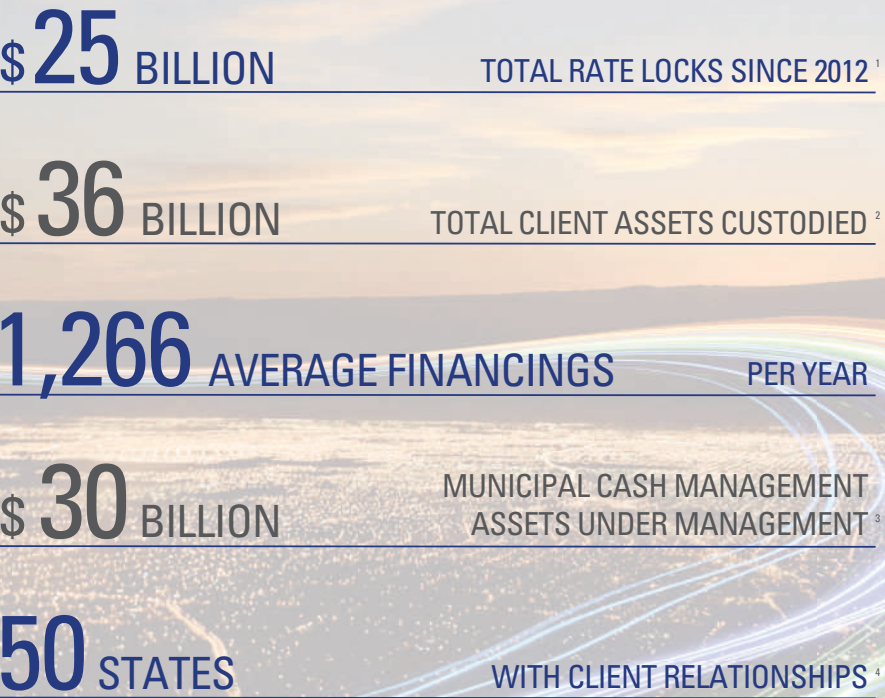 $ 25 BILLION TOTAL RATE LOCKS SINCE 2012 1
$ 36 BILLION TOTAL CLIENT ASSETS CUSTODIED 2
1,266 AVERAGE FINANCINGS PER YEAR
$ 30 BILLION MUNICIPAL CASH MANAGEMENT
ASSETS UNDER MANAGEMENT 3
50 STATES WITH CLIENT RELATIONSHIPS 4